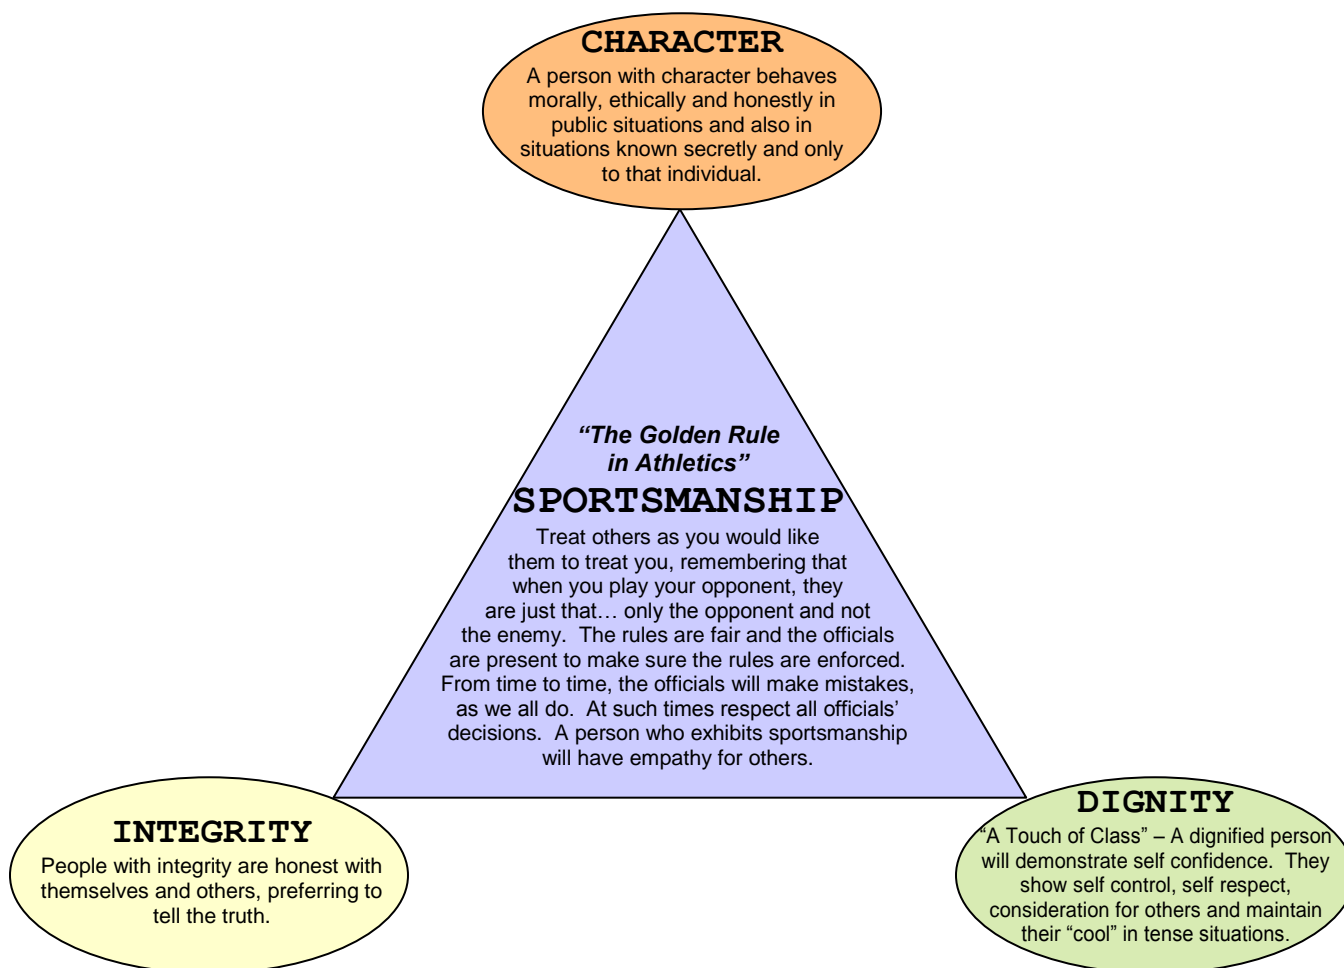 CHARACTER
A person with character behaves
morally, ethically and honestly in
public situations and also in
situations known secretly and only
to that individual.
“The Golden Rule
in Athletics”
SPORTSMANSHIP
Treat others as you would like
them to treat you, remembering that
when you play your opponent, they
are just that… only the opponent and not
the enemy.  The rules are fair and the officials
are present to make sure the rules are enforced.
From time to time, the officials will make mistakes,
as we all do.  At such times respect all officials’
decisions.  A person who exhibits sportsmanship
will have empathy for others.
INTEGRITY
People with integrity are honest with
themselves and others, preferring to
tell the truth.
DIGNITY
“A Touch of Class” – A dignified person
will demonstrate self confidence.  They
show self control, self respect,
consideration for others and maintain
their “cool” in tense situations.